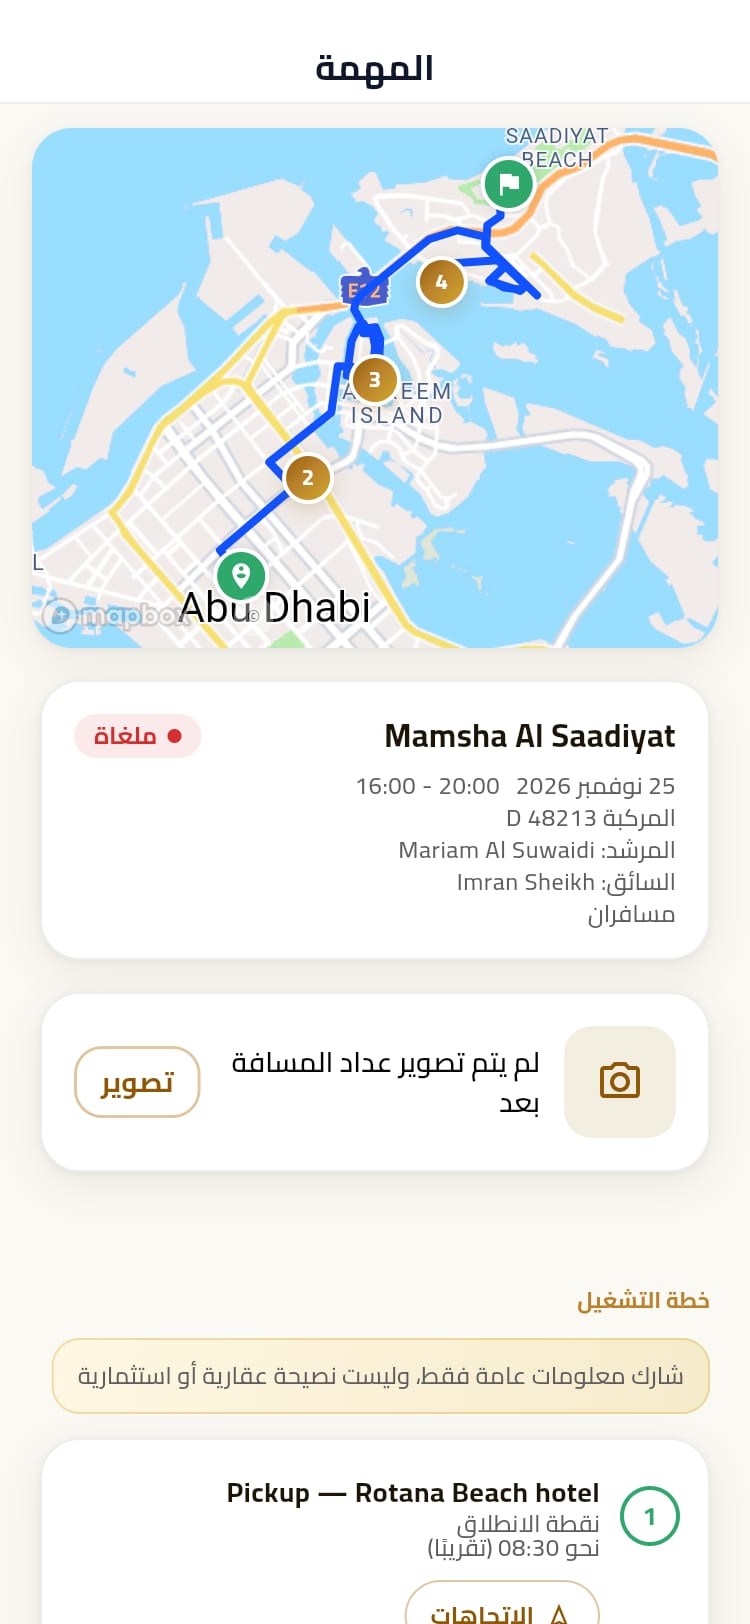 المهمة
SAADIYAT
BEACH
4
3
ISLAND
2
L
Abu Dhabi
mapbox
©
Mamsha Al Saadiyat
ملغاة
25 نوفمبر 2026 16:00 - 20:00
المركبة D 48213
المرشد: Mariam Al Suwaidi
السائق: Imran Sheikh
مسافران
لم يتم تصوير عداد المسافة
بعد
تصوير
خطة التشغيل
شارك معلومات عامة فقط، وليست نصيحة عقارية أو استثمارية
1
Pickup — Rotana Beach hotel
نقطة الانطلاق
نحو 08:30 (تقريبًا)
الاتجاهات